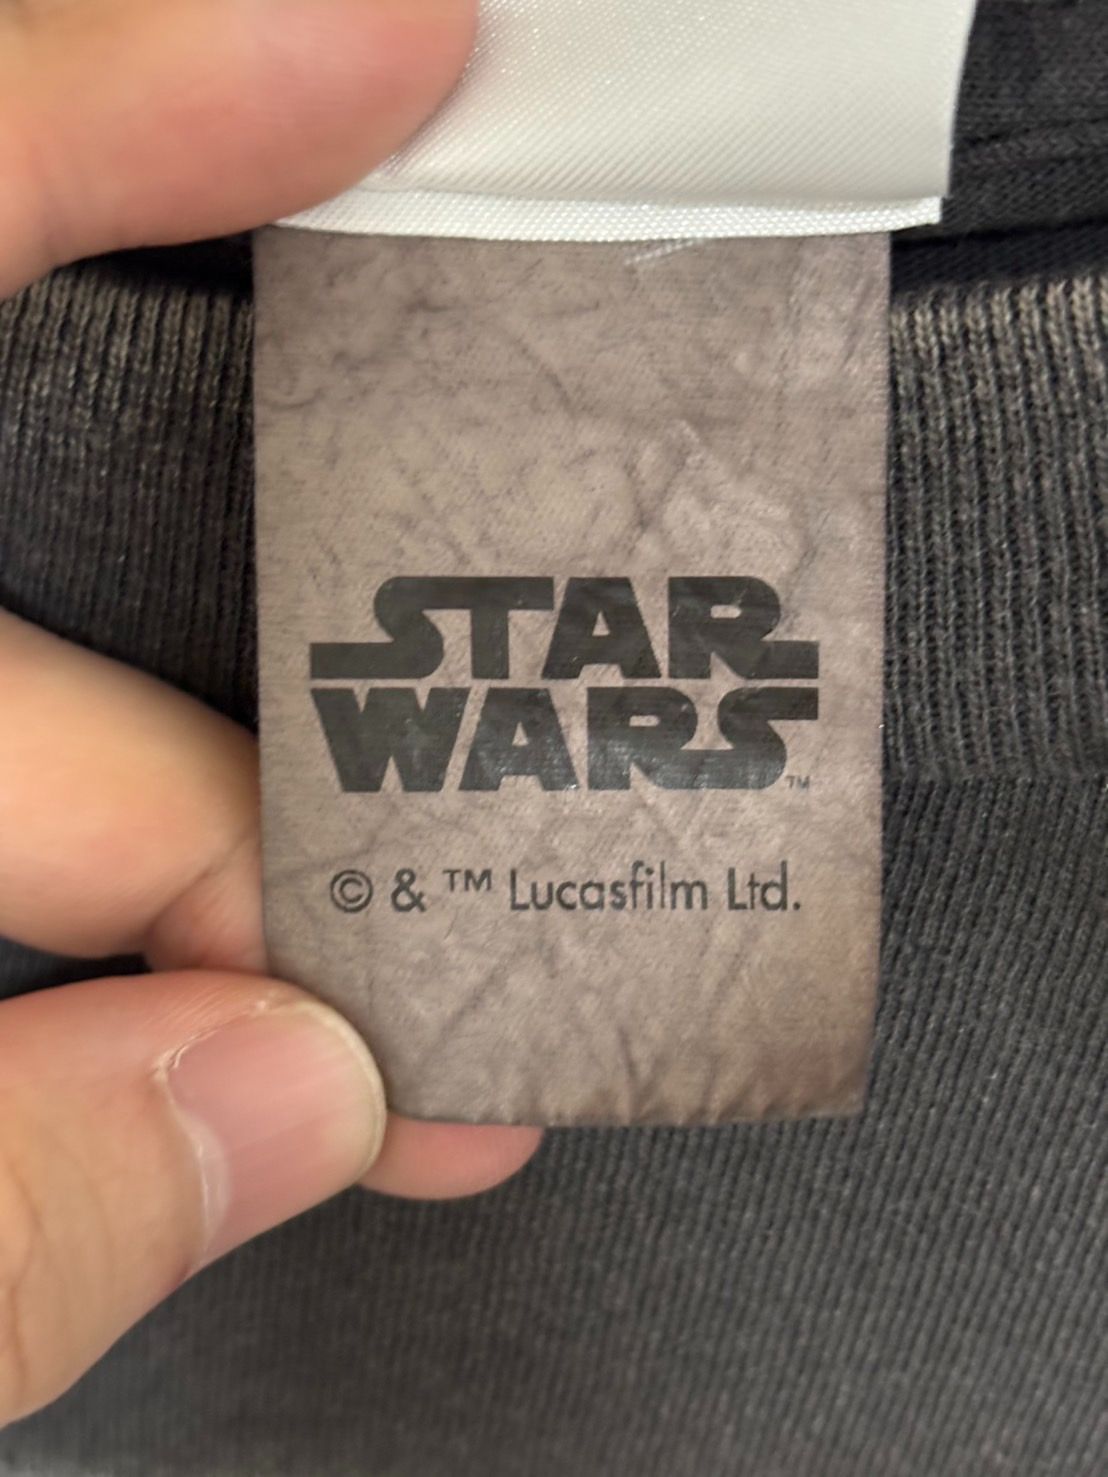 STAR
WARS™
© & ™ Lucasfilm Ltd.